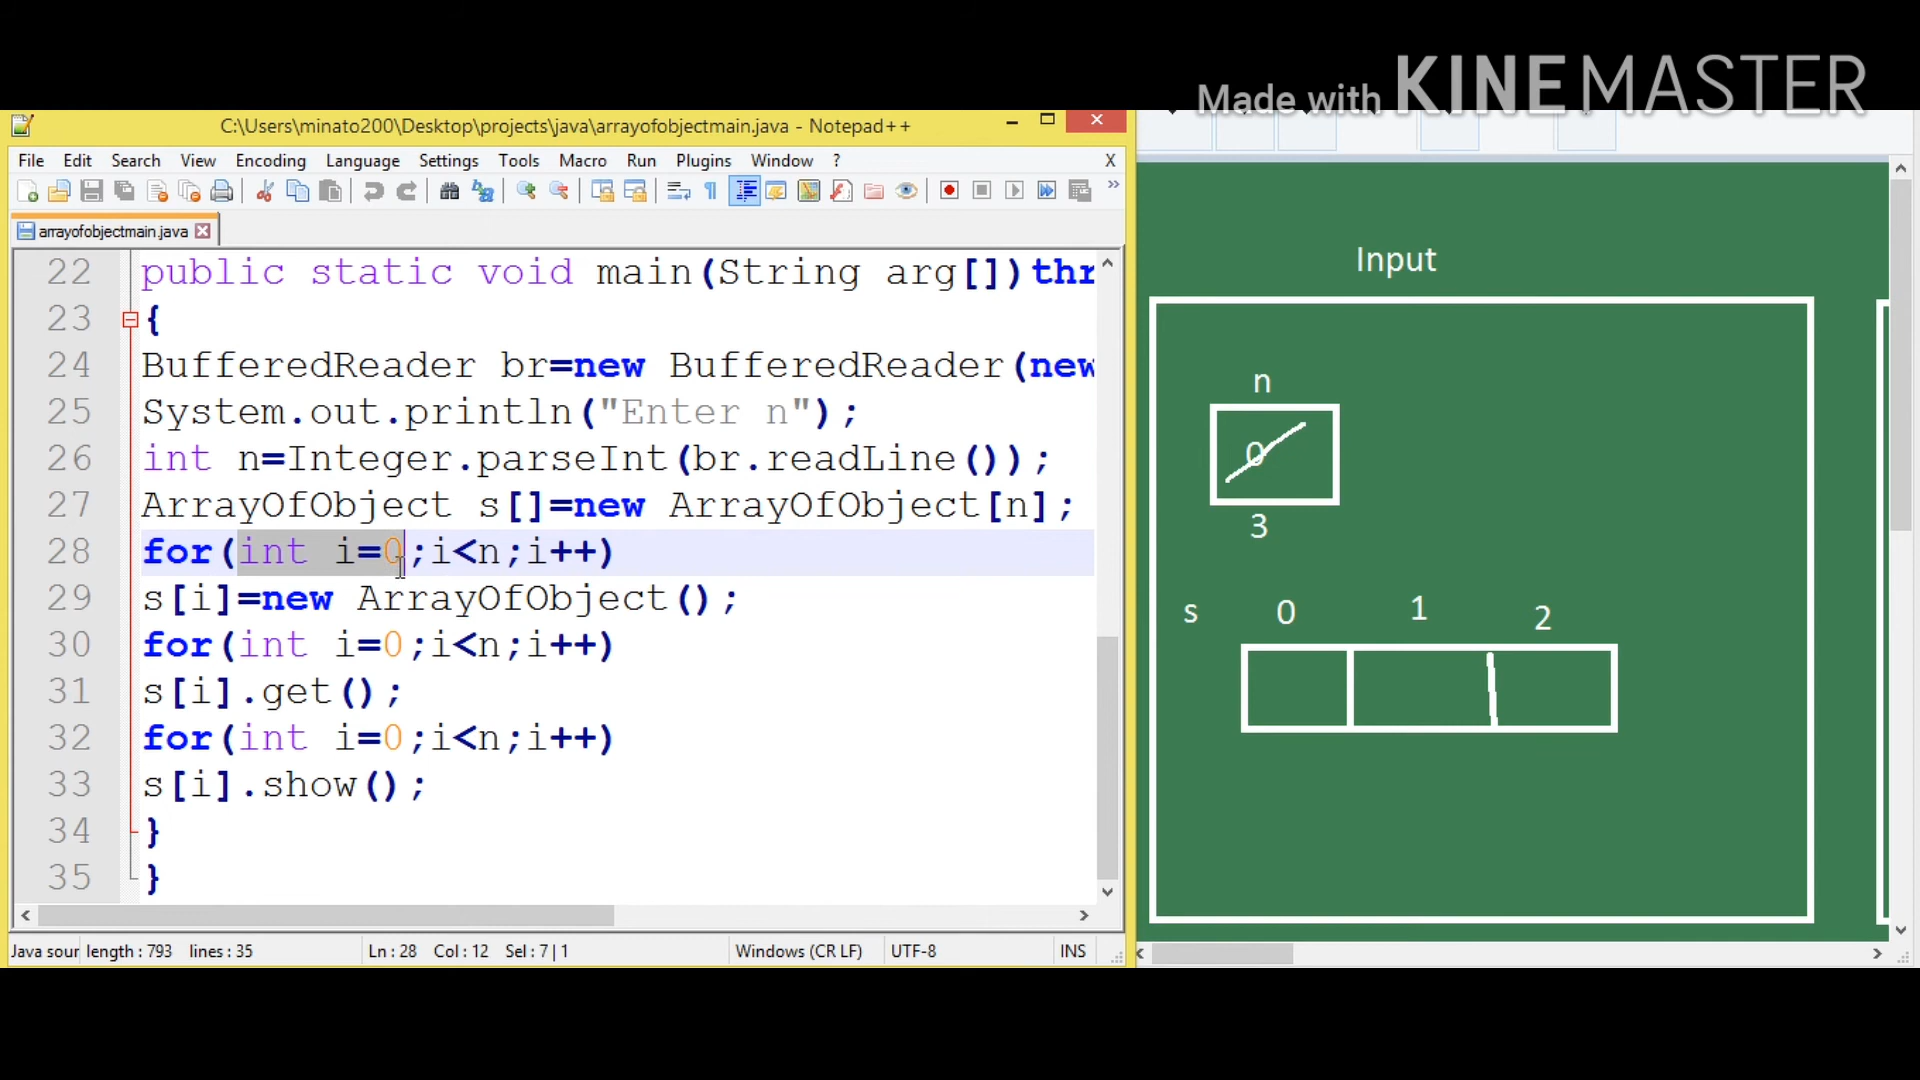 Made with KINEMASTER
C:\Users\minato200\Desktop\projects\java\arrayofobjectmain.java - Notepad++
File Edit Search View Encoding Language Settings Tools Macro Run Plugins Window ? X
arrayofobjectmain.java
22 public static void main(String arg[])thr
23 {
24 BufferedReader br=new BufferedReader(new
25 System.out.println("Enter n");
26 int n=Integer.parseInt(br.readLine());
27 ArrayOfObject s[]=new ArrayOfObject[n];
28 for(int i=0;i<n;i++)
29 s[i]=new ArrayOfObject();
30 for(int i=0;i<n;i++)
31 s[i].get();
32 for(int i=0;i<n;i++)
33 s[i].show();
34 }
35 }
Java sour length : 793 lines : 35 Ln : 28 Col : 12 Sel : 7 | 1 Windows (CR LF) UTF-8 INS
Input
n
0
3
s 0 1 2